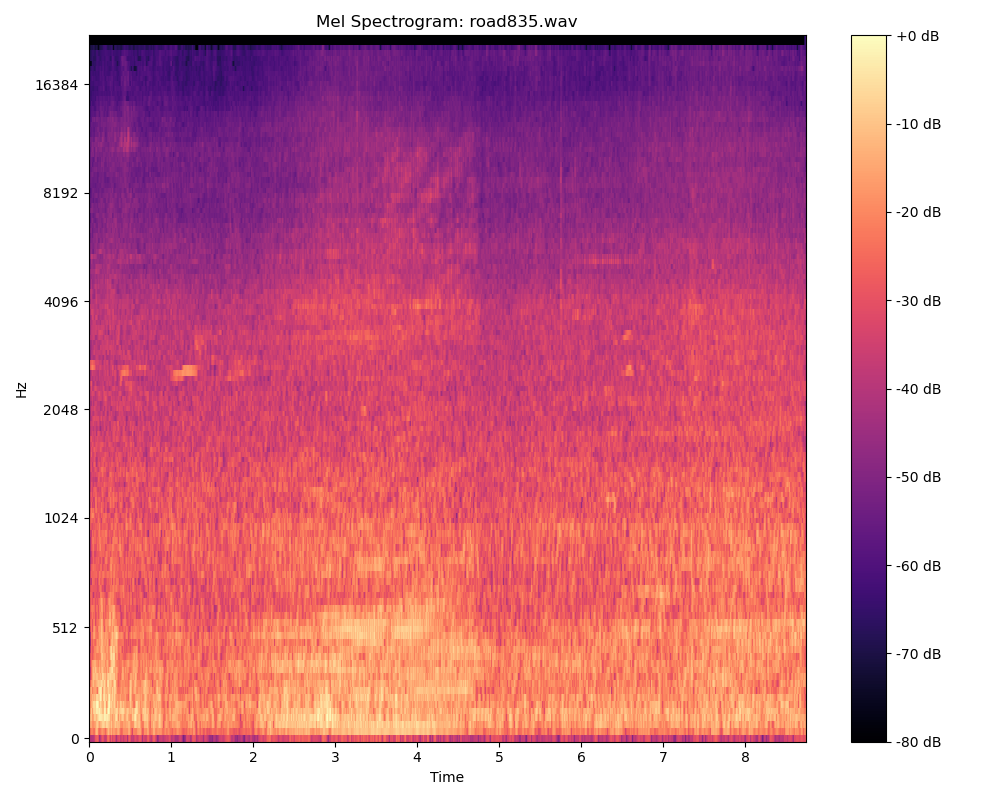 Mel Spectrogram: road835.wav
Hz
16384
8192
4096
2048
1024
512
0
0 1 2 3 4 5 6 7 8
Time
+0 dB
-10 dB
-20 dB
-30 dB
-40 dB
-50 dB
-60 dB
-70 dB
-80 dB